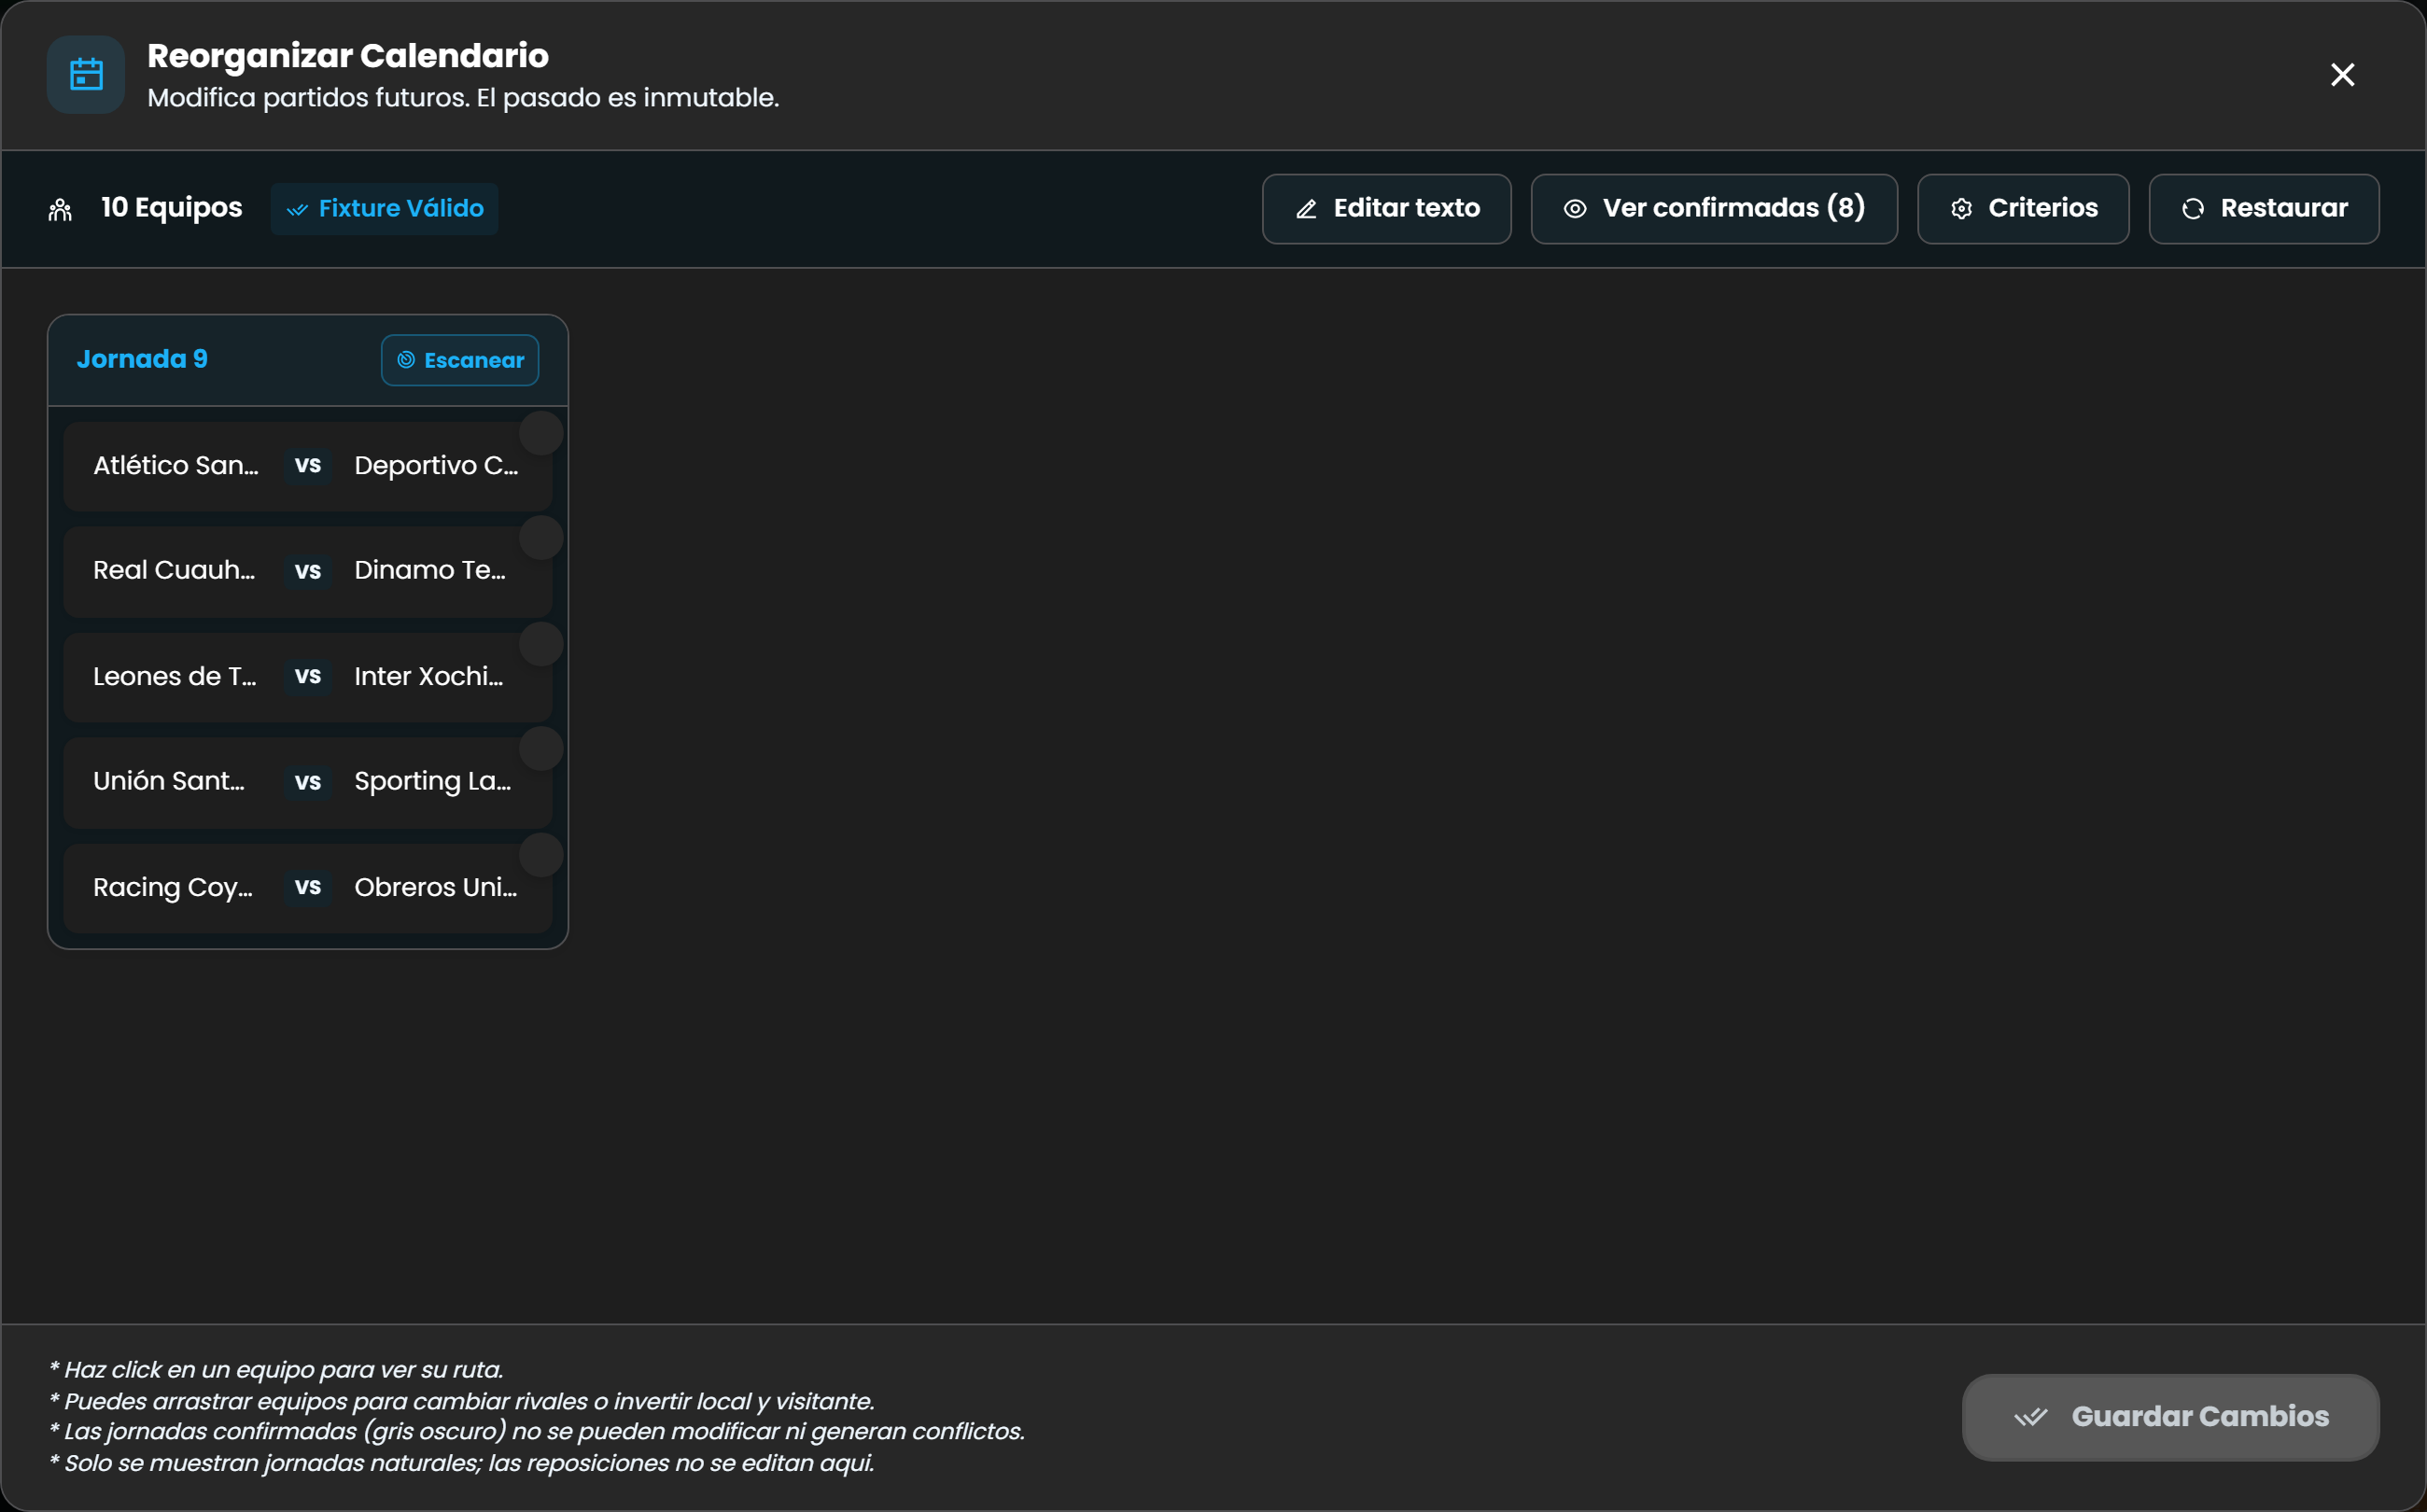 Reorganizar Calendario
Modifica partidos futuros. El pasado es inmutable.
10 Equipos Fixture Válido Editar texto Ver confirmadas (8) Criterios Restaurar
Jornada 9 Escanear
Atlético San... VS Deportivo C...
Real Cuauh... VS Dinamo Te...
Leones de T... VS Inter Xochi...
Unión Sant... VS Sporting La...
Racing Coy... VS Obreros Uni...
* Haz click en un equipo para ver su ruta.
* Puedes arrastrar equipos para cambiar rivales o invertir local y visitante.
* Las jornadas confirmadas (gris oscuro) no se pueden modificar ni generan conflictos.
* Solo se muestran jornadas naturales; las reposiciones no se editan aqui.
Guardar Cambios